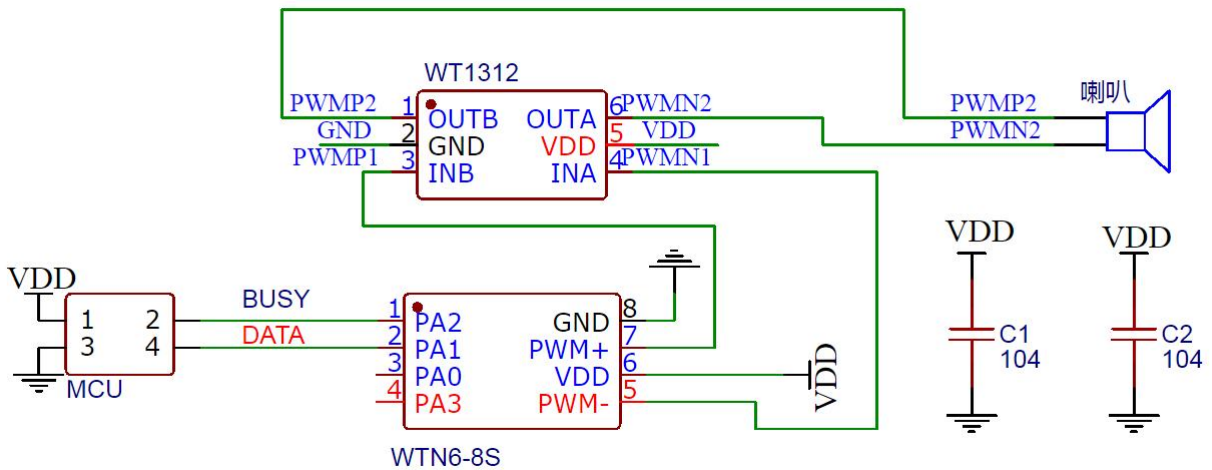 WT1312
PWMP2 1 OUTB OUTA 6 PWMN2
GND 2 GND VDD 5 VDD
PWMP1 3 INB INA 4 PWMN1
喇叭
PWMP2
PWMN2
VDD
1 2
3 4
MCU
BUSY
DATA
1 PA2 GND 8
2 PA1 PWM+ 7
3 PA0 VDD 6
4 PA3 PWM- 5
WTN6-8S
VDD
VDD
C1
104
VDD
C2
104